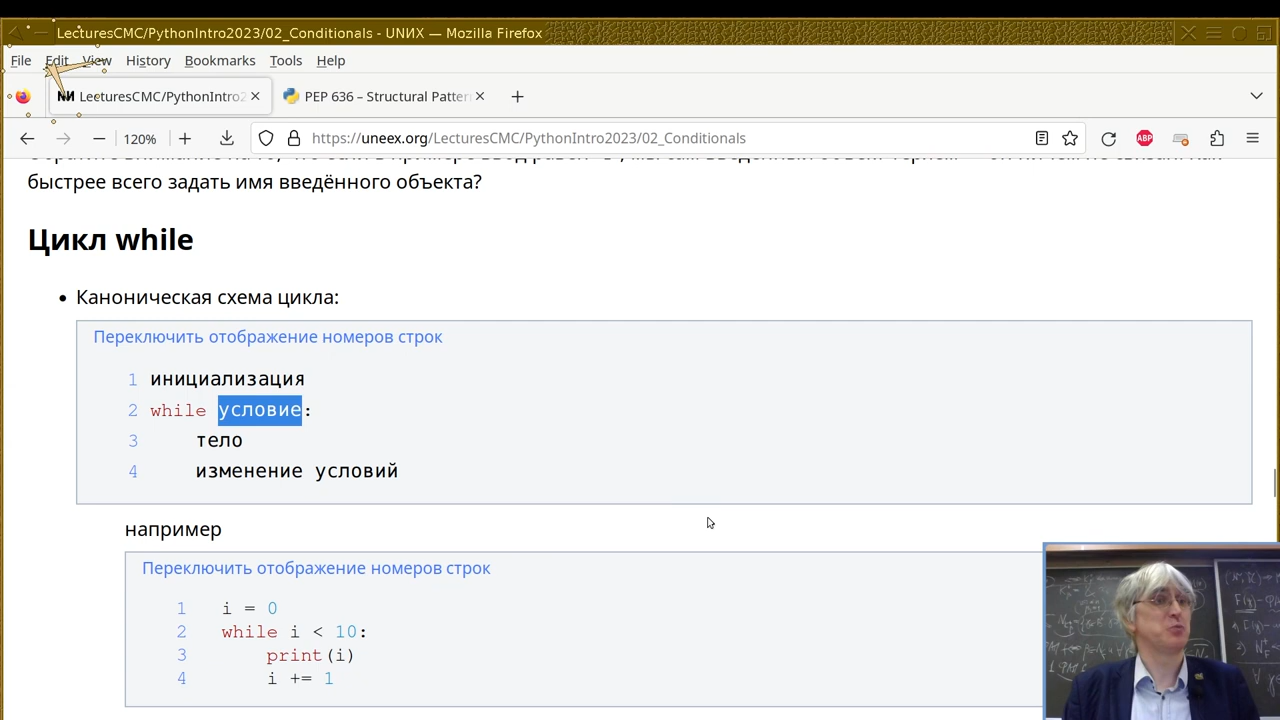 LecturesCMC/PythonIntro2023/02_Conditionals - UNИX — Mozilla Firefox
File Edit View History Bookmarks Tools Help
LecturesCMC/PythonIntro2 PEP 636 – Structural Patter
120% https://uneex.org/LecturesCMC/PythonIntro2023/02_Conditionals ABP
быстрее всего задать имя введённого объекта?
Цикл while
• Каноническая схема цикла:
Переключить отображение номеров строк
1 инициализация
2 while условие:
3 тело
4 изменение условий
например
Переключить отображение номеров строк
1 i = 0
2 while i < 10:
3 print(i)
4 i += 1